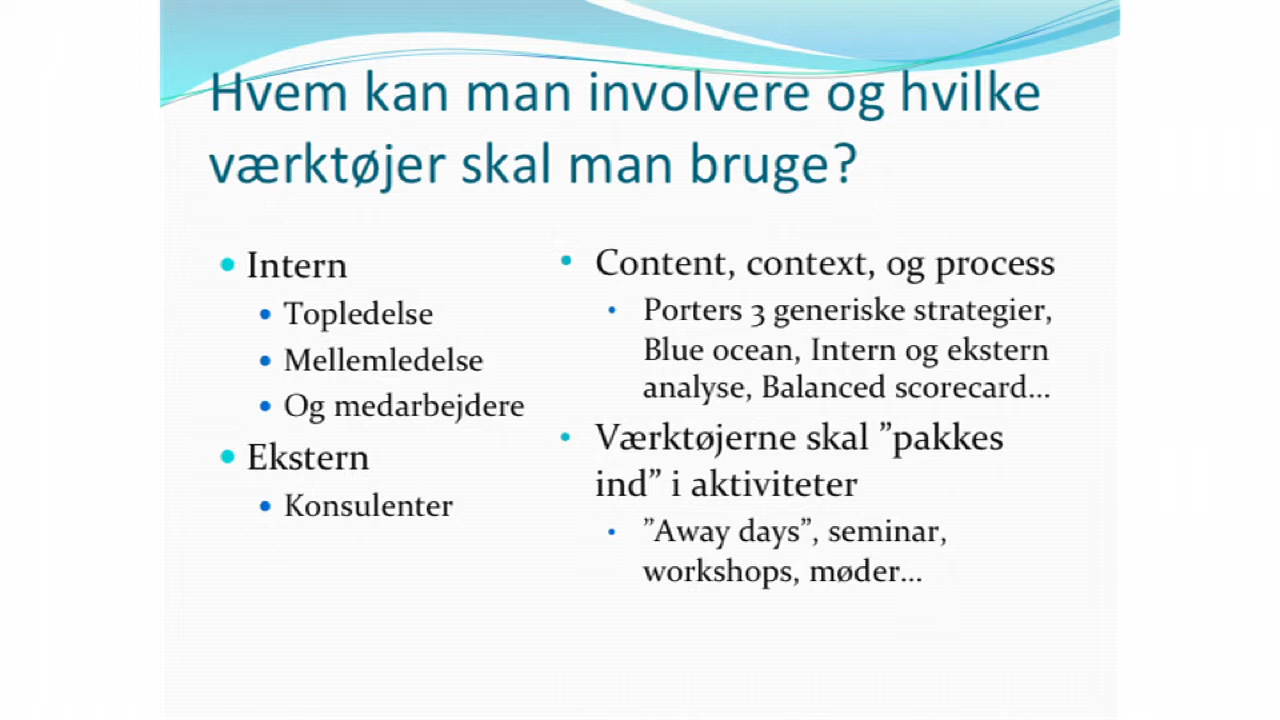 Hvem kan man involvere og hvilke
værktøjer skal man bruge?
• Intern
• Topledelse
• Mellemledelse
• Og medarbejdere
• Ekstern
• Konsulenter
• Content, context, og process
• Porters 3 generiske strategier,
Blue ocean, Intern og ekstern
analyse, Balanced scorecard...
• Værktøjerne skal ”pakkes
ind” i aktiviteter
• ”Away days”, seminar,
workshops, møder...